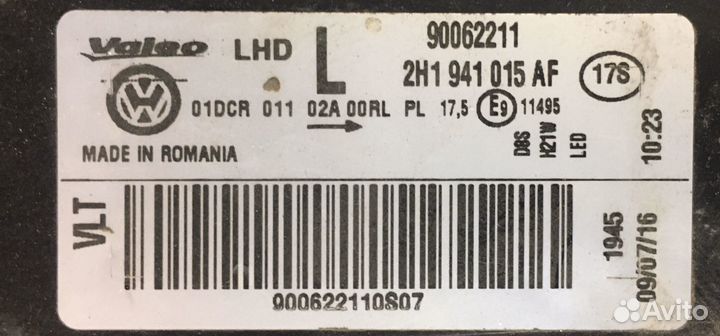 Valeo LHD L 90062211
2H1 941 015 AF 17S
01DCR 011 02A 00RL PL 17,5 E9 11495
D8S
H21W
LED
10:23
MADE IN ROMANIA
VLT
1945
09/07/16
900622110S07
Avito